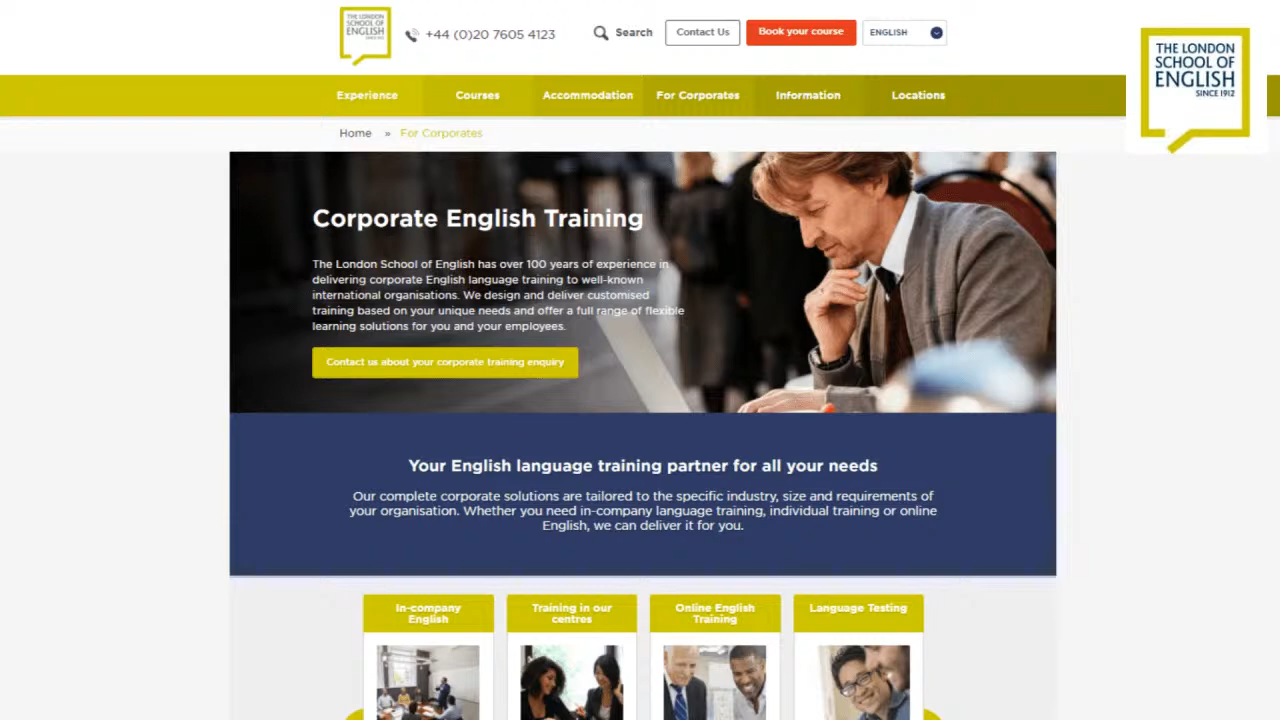 THE LONDON
SCHOOL OF
ENGLISH
SINCE 1912
+44 (0)20 7605 4123
Search
Contact Us
Book your course
ENGLISH
THE LONDON
SCHOOL OF
ENGLISH
SINCE 1912
Experience
Courses
Accommodation
For Corporates
Information
Locations
Home » For Corporates
Corporate English Training
The London School of English has over 100 years of experience in
delivering corporate English language training to well-known
international organisations. We design and deliver customised
training based on your unique needs and offer a full range of flexible
learning solutions for you and your employees.
Contact us about your corporate training enquiry
Your English language training partner for all your needs
Our complete corporate solutions are tailored to the specific industry, size and requirements of
your organisation. Whether you need in-company language training, individual training or online
English, we can deliver it for you.
In-company
English
Training in our
centres
Online English
Training
Language Testing